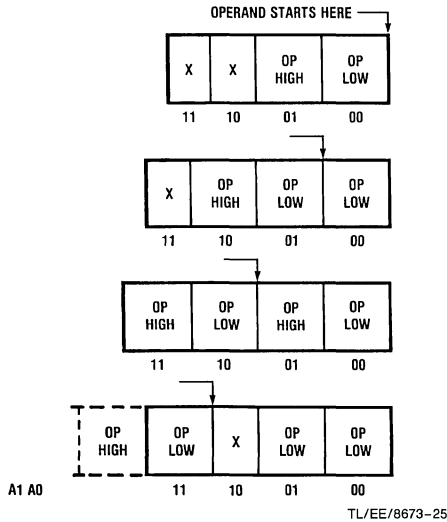 OPERAND STARTS HERE
X X OP HIGH OP LOW
11 10 01 00
X OP HIGH OP LOW OP LOW
11 10 01 00
OP HIGH OP LOW OP HIGH OP LOW
11 10 01 00
OP HIGH OP LOW X OP LOW OP LOW
A1 A0 11 10 01 00
TL/EE/8673–25